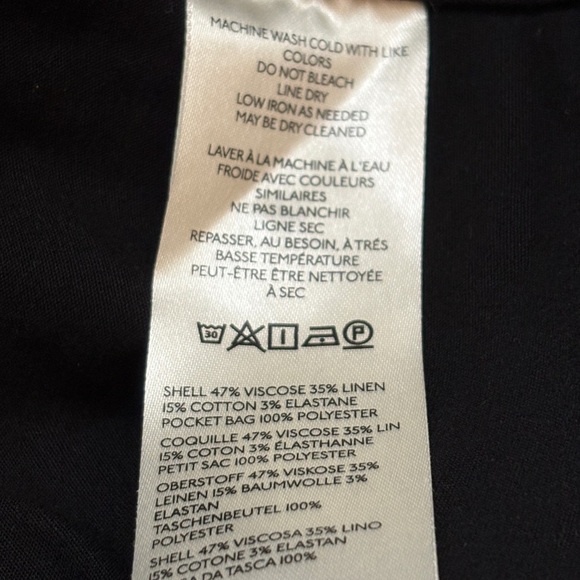 MACHINE WASH COLD WITH LIKE
COLORS
DO NOT BLEACH
LINE DRY
LOW IRON AS NEEDED
MAY BE DRY CLEANED
LAVER À LA MACHINE À L'EAU
FROIDE AVEC COULEURS
SIMILAIRES
NE PAS BLANCHIR
LIGNE SEC
REPASSER, AU BESOIN, À TRÉS
BASSE TEMPÉRATURE
PEUT-ÊTRE ÊTRE NETTOYÉE
À SEC
30 P
SHELL 47% VISCOSE 35% LINEN
15% COTTON 3% ELASTANE
POCKET BAG 100% POLYESTER
COQUILLE 47% VISCOSE 35% LIN
15% COTON 3% ÉLASTHANNE
PETIT SAC 100% POLYESTER
OBERSTOFF 47% VISKOSE 35%
LEINEN 15% BAUMWOLLE 3%
ELASTAN
TASCHENBEUTEL 100%
POLYESTER
SHELL 47% VISCOSA 35% LINO
15% COTONE 3% ELASTAN
DA TASCA 100%